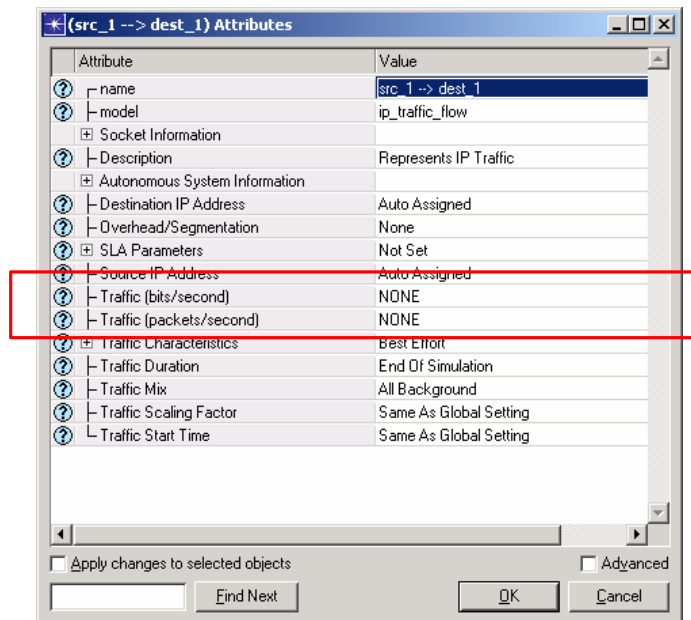 (src_1 --> dest_1) Attributes
Attribute Value
name src_1 --> dest_1
model ip_traffic_flow
Socket Information
Description Represents IP Traffic
Autonomous System Information
Destination IP Address Auto Assigned
Overhead/Segmentation None
SLA Parameters Not Set
Source IP Address Auto Assigned
Traffic (bits/second) NONE
Traffic (packets/second) NONE
Traffic Characteristics Best Effort
Traffic Duration End Of Simulation
Traffic Mix All Background
Traffic Scaling Factor Same As Global Setting
Traffic Start Time Same As Global Setting
Apply changes to selected objects Advanced
Find Next OK Cancel